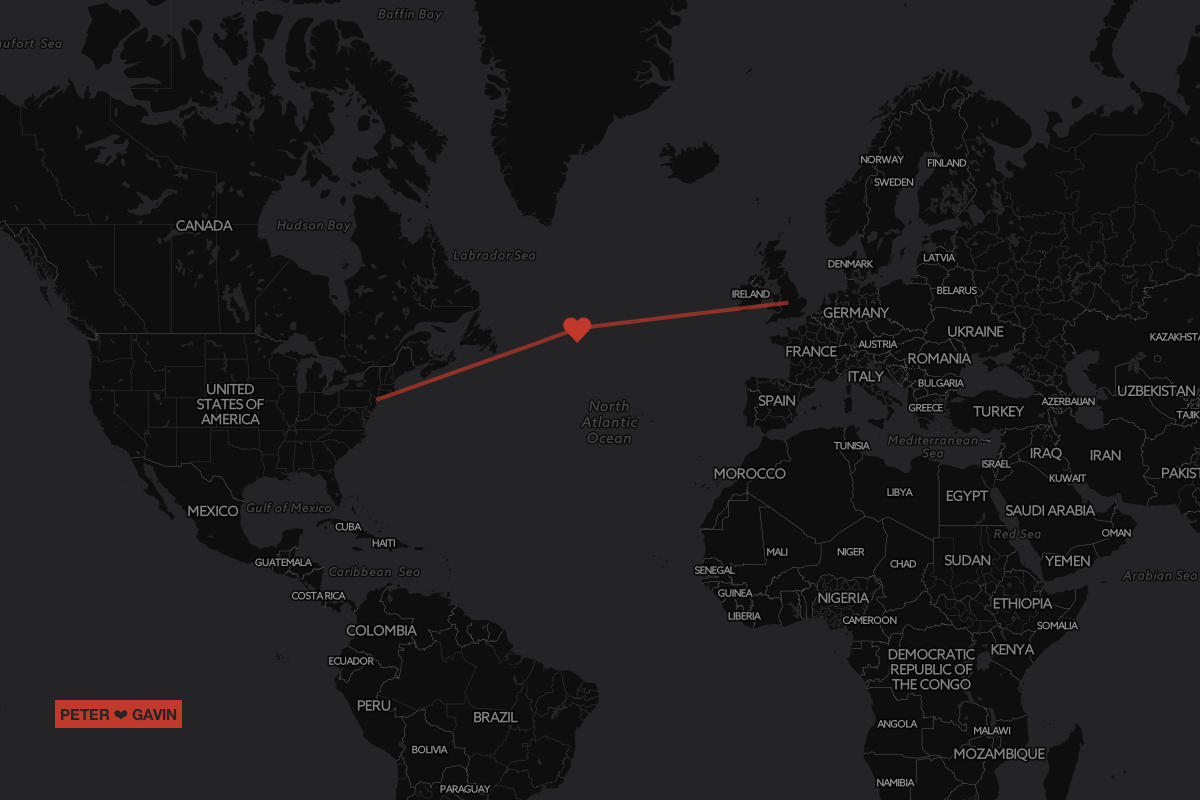 Baffin Bay
aufort Sea
NORWAY
FINLAND
SWEDEN
CANADA
Hudson Bay
Labrador Sea
LATVIA
DENMARK
BELARUS
IRELAND
GERMANY
UKRAINE
KAZAKHSTA
AUSTRIA
FRANCE
ROMANIA
ITALY
BULGARIA
UZBEKISTAN
UNITED
STATES OF
AMERICA
SPAIN
AZERBAIJAN
GREECE
TURKEY
TAJIK
North
Atlantic
Ocean
TUNISIA
Mediterranean
Sea
IRAQ
IRAN
ISRAEL
MOROCCO
KUWAIT
PAKIST
LIBYA
EGYPT
MEXICO
Gulf of Mexico
SAUDI ARABIA
CUBA
OMAN
Red Sea
HAITI
MALI
NIGER
GUATEMALA
CHAD
SUDAN
YEMEN
Caribbean Sea
SENEGAL
Arabian Sea
COSTA RICA
GUINEA
NIGERIA
ETHIOPIA
LIBERIA
CAMEROON
SOMALIA
COLOMBIA
KENYA
ECUADOR
DEMOCRATIC
REPUBLIC OF
THE CONGO
PERU
PETER ❤ GAVIN
BRAZIL
ANGOLA
MALAWI
BOLIVIA
MOZAMBIQUE
NAMIBIA
PARAGUAY